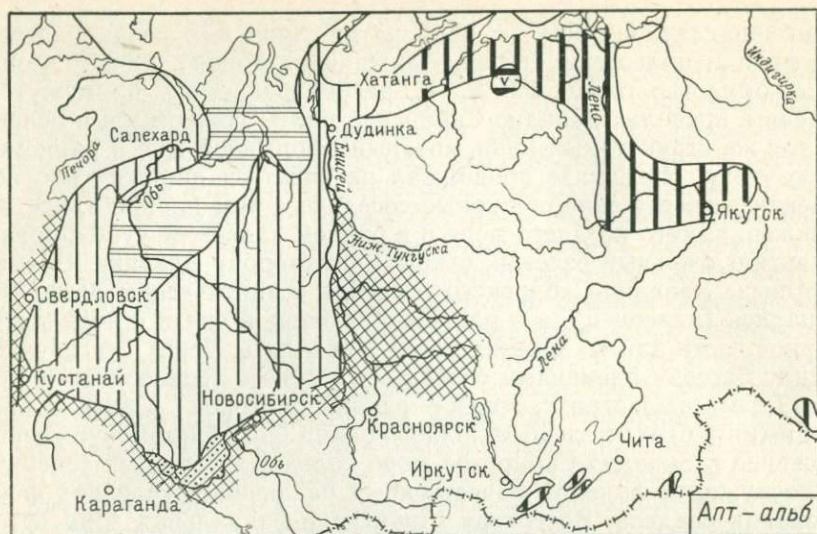 Индигирка
Хатанга
V
Лена
Дудинка
Салехард
Печора
Обь
Енисей
Якутск
Ниж. Тунгуска
Свердловск
Лена
Кустанай
Новосибирск
Красноярск
Чита
Обь
Иркутск
Караганда
Апт-альб